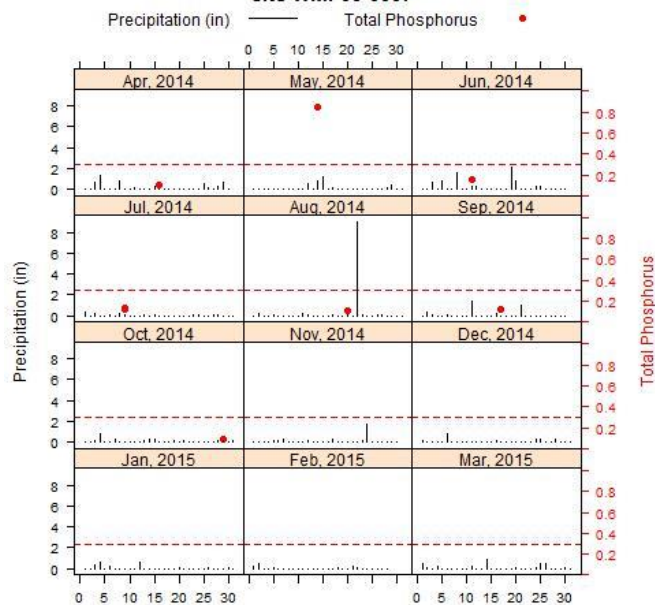 Precipitation (in) Total Phosphorus
0 5 10 15 20 25 30
Apr, 2014 May, 2014 Jun, 2014
8 6 4 2 0
0.8 0.6 0.4 0.2
Jul, 2014 Aug, 2014 Sep, 2014
8 6 4 2 0
0.8 0.6 0.4 0.2
Oct, 2014 Nov, 2014 Dec, 2014
8 6 4 2 0
0.8 0.6 0.4 0.2
Jan, 2015 Feb, 2015 Mar, 2015
8 6 4 2 0
0.8 0.6 0.4 0.2
0 5 10 15 20 25 30 0 5 10 15 20 25 30
Precipitation (in)
Total Phosphorus